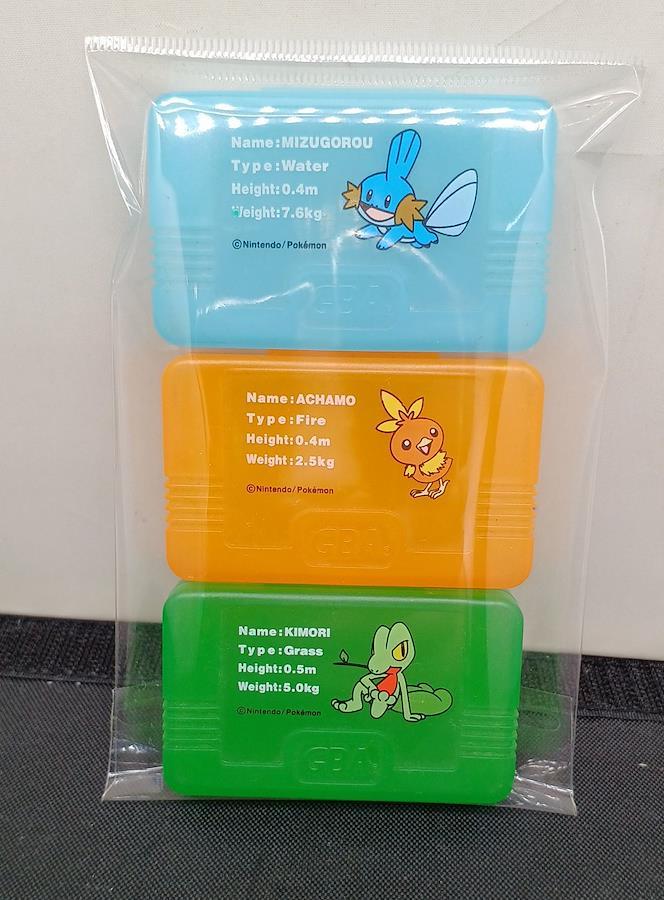 Name:MIZUGOROU
Type:Water
Height:0.4m
Weight:7.6kg
©Nintendo/Pokémon
GBA
Name:ACHAMO
Type:Fire
Height:0.4m
Weight:2.5kg
©Nintendo/Pokémon
GBA
Name:KIMORI
Type:Grass
Height:0.5m
Weight:5.0kg
©Nintendo/Pokémon
GBA